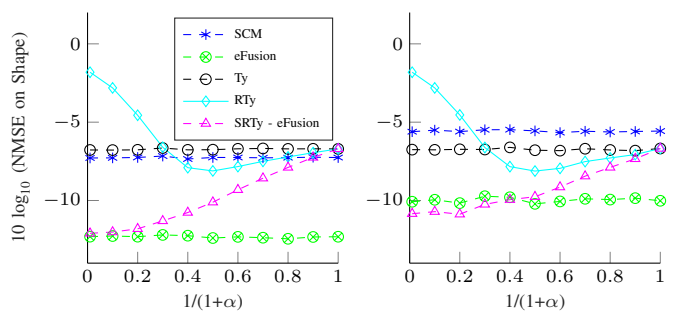 10 log10 (NMSE on Shape)
0
−5
−10
0
0.2
0.4
0.6
0.8
1
1/(1+α)
SCM
eFusion
Ty
RTy
SRTy - eFusion
0
−5
−10
0
0.2
0.4
0.6
0.8
1
1/(1+α)